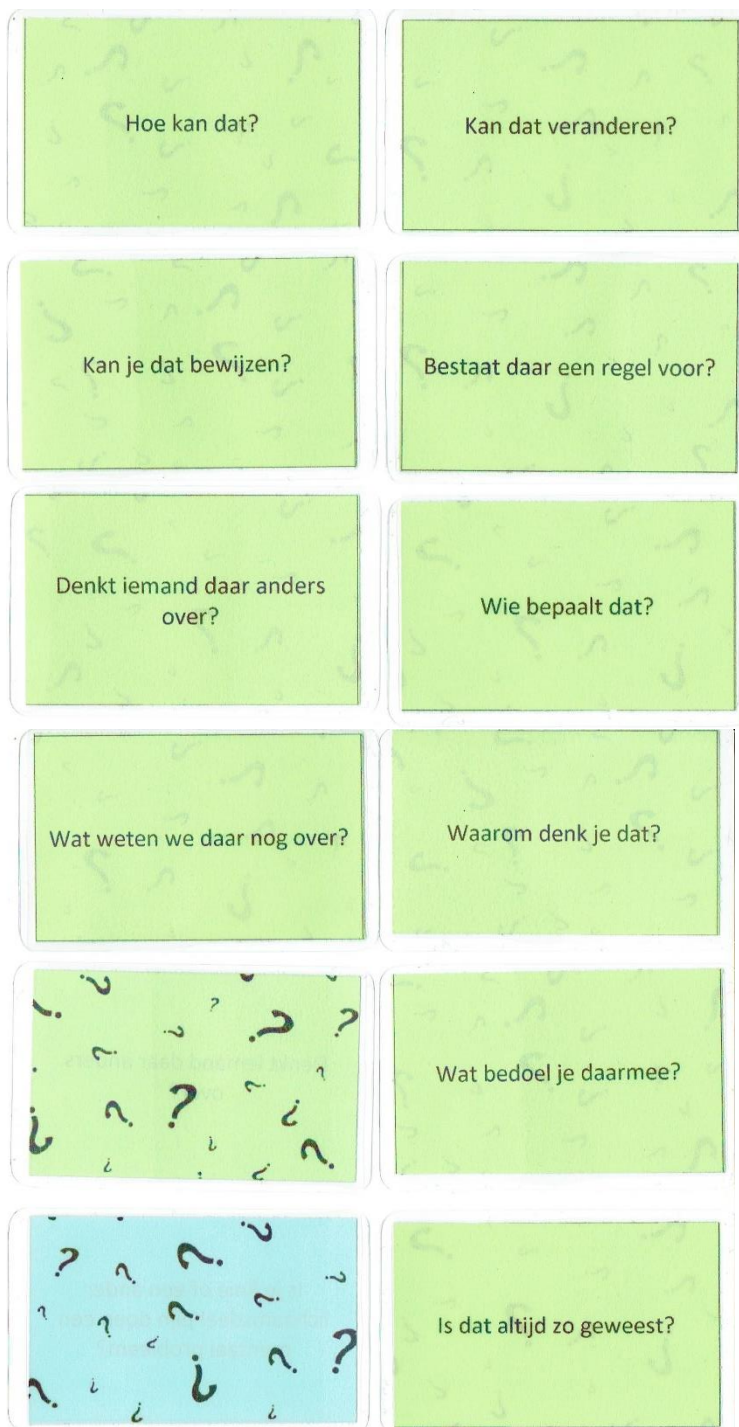 Hoe kan dat?
Kan dat veranderen?
Kan je dat bewijzen?
Bestaat daar een regel voor?
Denkt iemand daar anders
over?
Wie bepaalt dat?
Wat weten we daar nog over?
Waarom denk je dat?
Wat bedoel je daarmee?
Is dat altijd zo geweest?